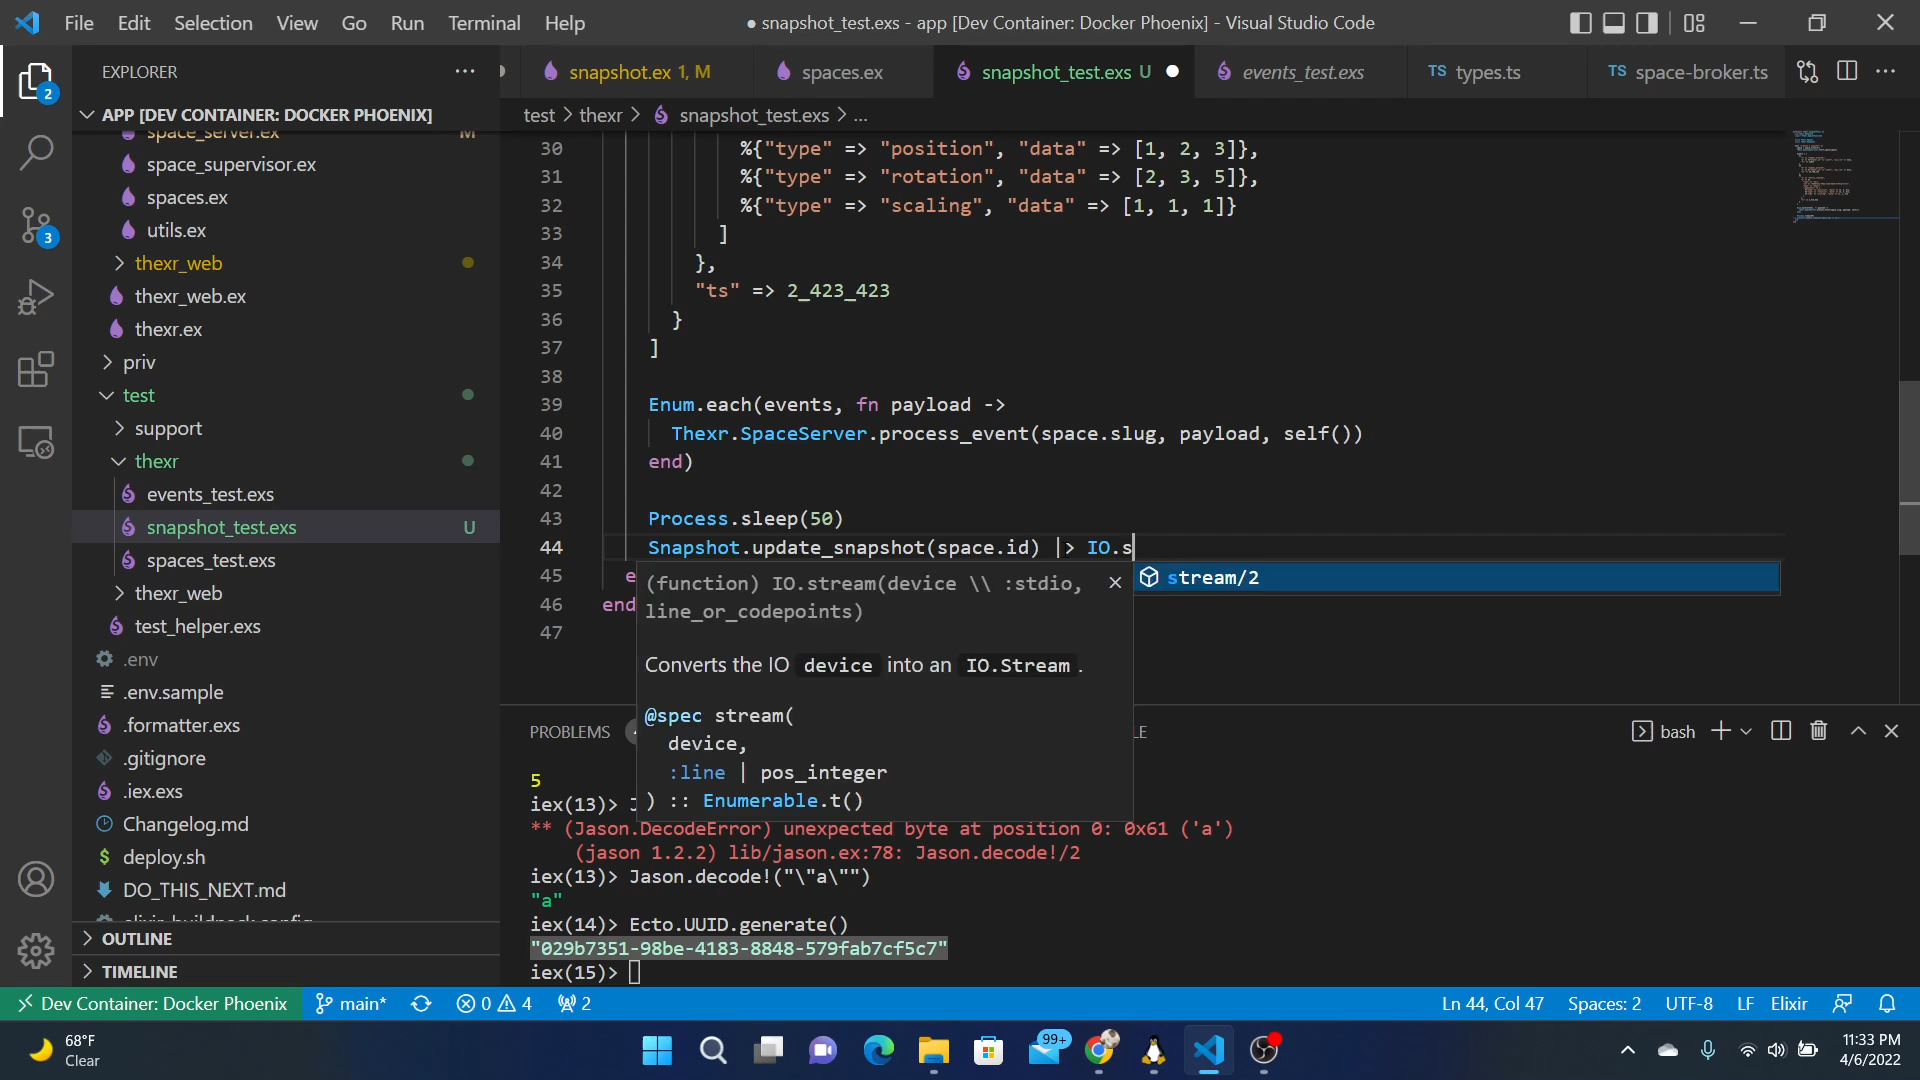 File Edit Selection View Go Run Terminal Help
● snapshot_test.exs - app [Dev Container: Docker Phoenix] - Visual Studio Code
EXPLORER
snapshot.ex 1, M
spaces.ex
snapshot_test.exs U
events_test.exs
TS types.ts
TS space-broker.ts
2
APP [DEV CONTAINER: DOCKER PHOENIX]
test > thexr > snapshot_test.exs > ...
space_server.ex M
space_supervisor.ex
spaces.ex
utils.ex
3
thexr_web
thexr_web.ex
thexr.ex
priv
test
support
thexr
events_test.exs
snapshot_test.exs U
spaces_test.exs
thexr_web
test_helper.exs
.env
.env.sample
.formatter.exs
.gitignore
.iex.exs
Changelog.md
$ deploy.sh
DO_THIS_NEXT.md
OUTLINE
TIMELINE
30 %{"type" => "position", "data" => [1, 2, 3]},
31 %{"type" => "rotation", "data" => [2, 3, 5]},
32 %{"type" => "scaling", "data" => [1, 1, 1]}
33 ]
34 },
35 "ts" => 2_423_423
36 }
37 ]
38
39 Enum.each(events, fn payload ->
40 Thexr.SpaceServer.process_event(space.slug, payload, self())
41 end)
42
43 Process.sleep(50)
44 Snapshot.update_snapshot(space.id) |> IO.s
45 e
46 end
47
stream/2
(function) IO.stream(device \\ :stdio,
line_or_codepoints)
Converts the IO device into an IO.Stream.
@spec stream(
device,
:line | pos_integer
) :: Enumerable.t()
PROBLEMS
LE
bash
5
iex(13)> J
** (Jason.DecodeError) unexpected byte at position 0: 0x61 ('a')
(jason 1.2.2) lib/jason.ex:78: Jason.decode!/2
iex(13)> Jason.decode!("\"a\"")
"a"
iex(14)> Ecto.UUID.generate()
"029b7351-98be-4183-8848-579fab7cf5c7"
iex(15)>
Dev Container: Docker Phoenix main* 0 4 2
Ln 44, Col 47 Spaces: 2 UTF-8 LF Elixir
68°F
Clear
99+
11:33 PM
4/6/2022